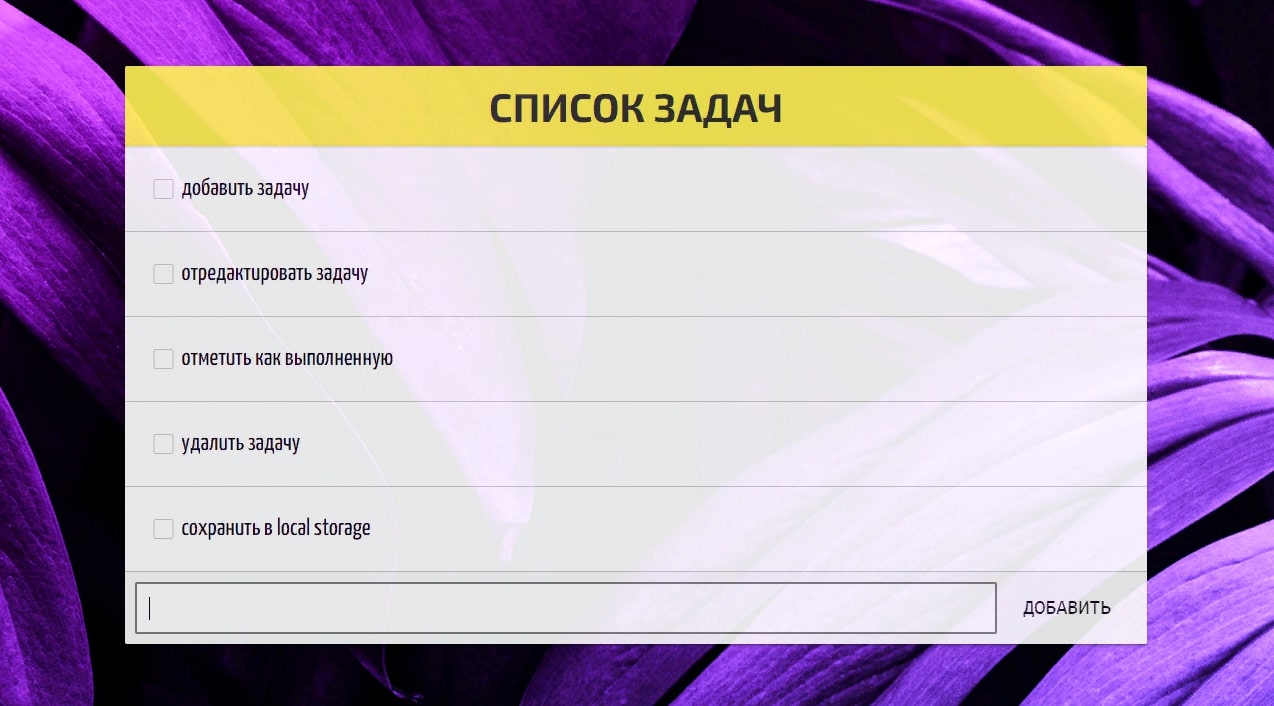 СПИСОК ЗАДАЧ
добавить задачу
отредактировать задачу
отметить как выполненную
удалить задачу
сохранить в local storage
ДОБАВИТЬ